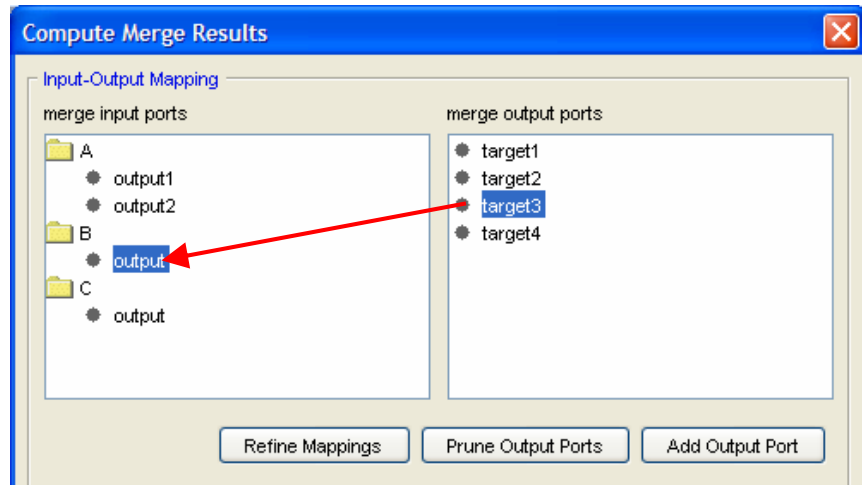 Compute Merge Results
Input-Output Mapping
merge input ports
A
output1
output2
B
output
C
output
merge output ports
target1
target2
target3
target4
Refine Mappings
Prune Output Ports
Add Output Port